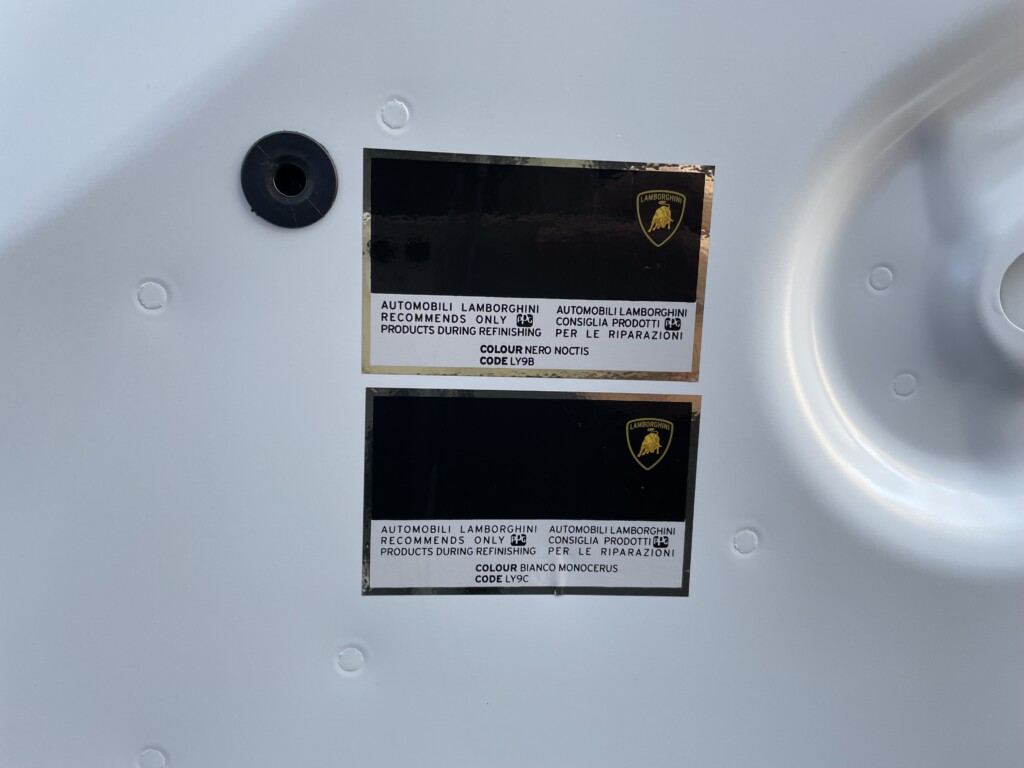 LAMBORGHINI
AUTOMOBILI LAMBORGHINI
RECOMMENDS ONLY PPG
PRODUCTS DURING REFINISHING
AUTOMOBILI LAMBORGHINI
CONSIGLIA PRODOTTI PPG
PER LE RIPARAZIONI
COLOUR NERO NOCTIS
CODE LY9B
LAMBORGHINI
AUTOMOBILI LAMBORGHINI
RECOMMENDS ONLY PPG
PRODUCTS DURING REFINISHING
AUTOMOBILI LAMBORGHINI
CONSIGLIA PRODOTTI PPG
PER LE RIPARAZIONI
COLOUR BIANCO MONOCERUS
CODE LY9C